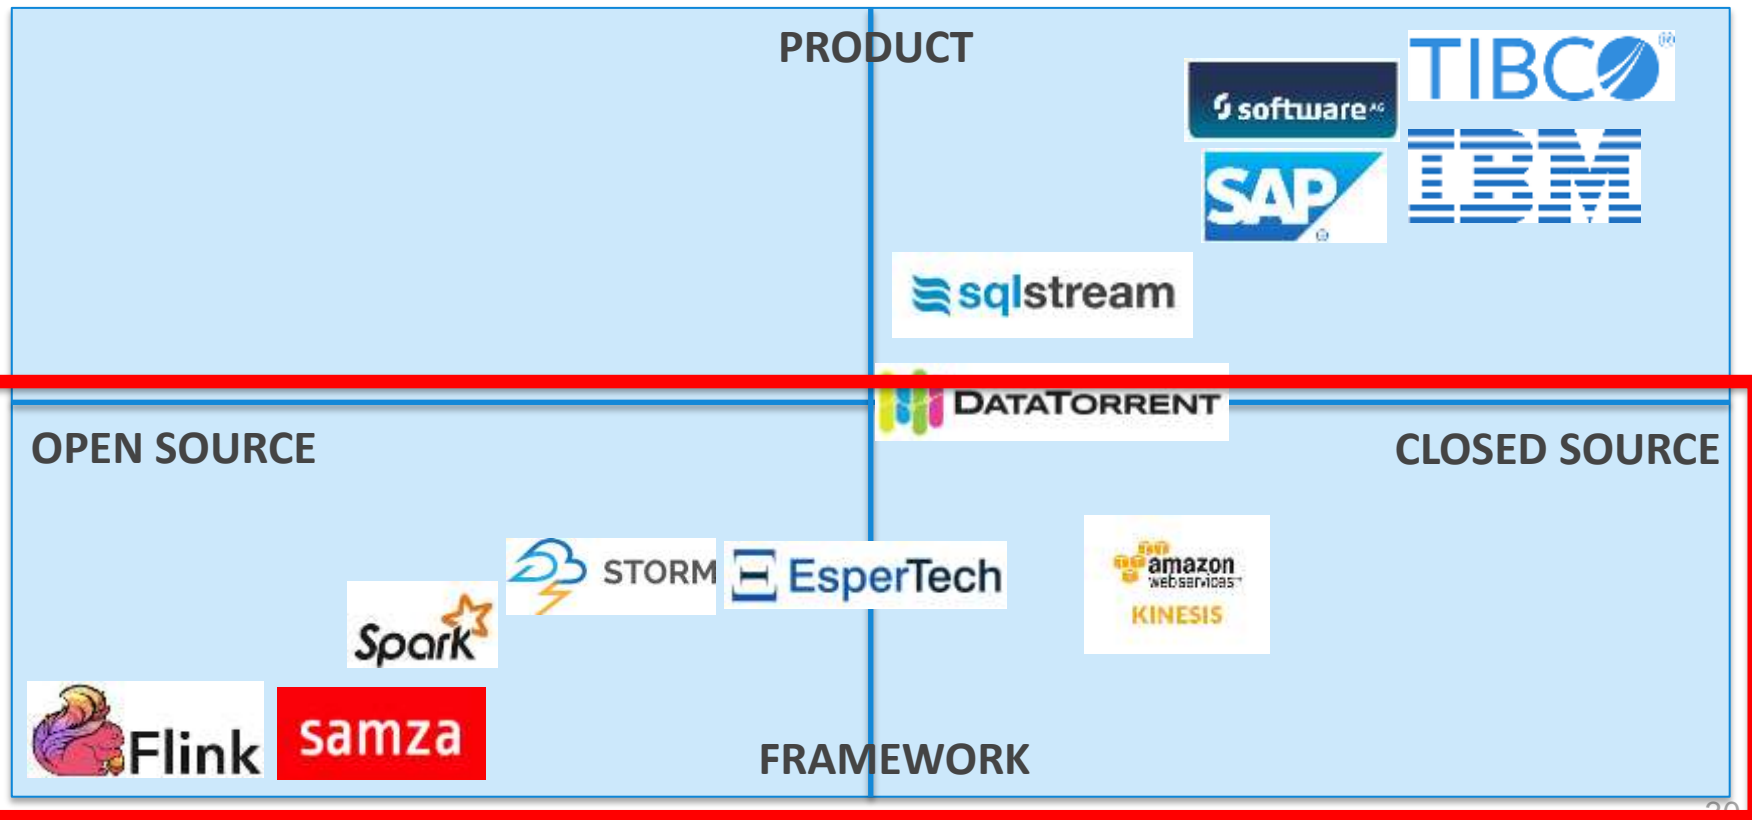 PRODUCT
TIBCO®
software AG
SAP®
IBM
sqlstream
DATATORRENT
OPEN SOURCE
CLOSED SOURCE
STORM
EsperTech
amazon
webservices™
KINESIS
Spark
Flink
samza
FRAMEWORK